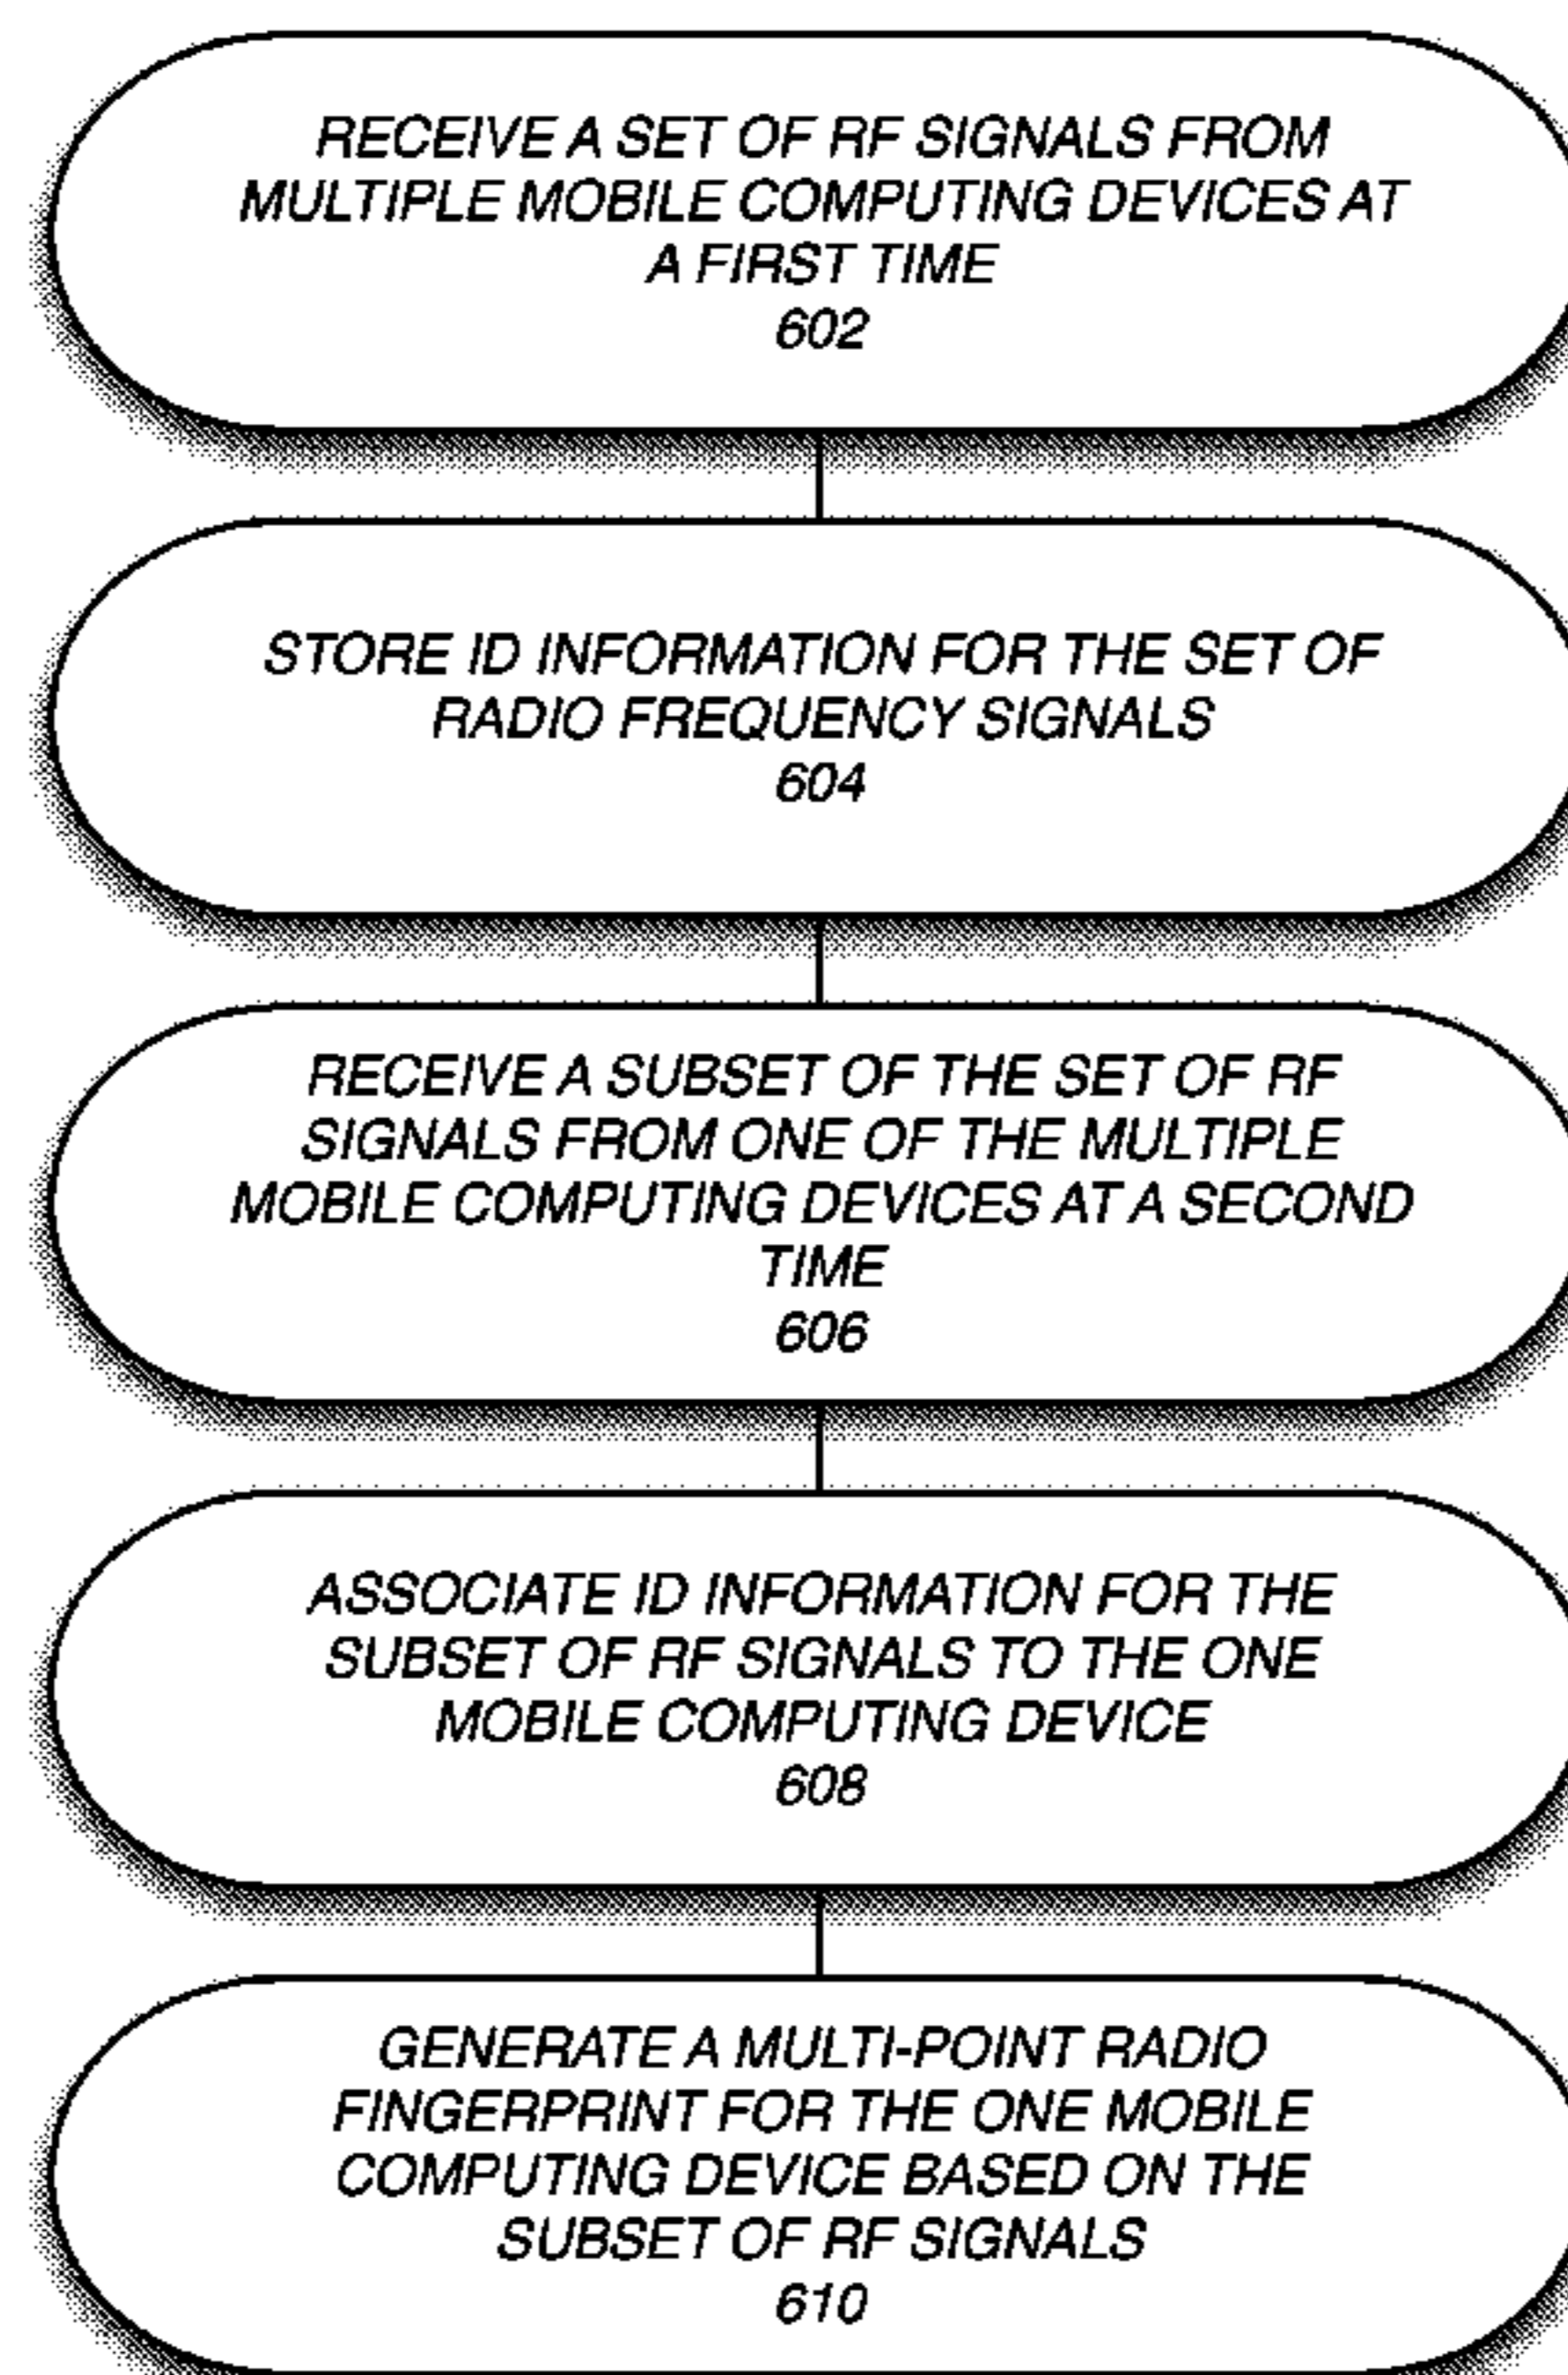 RECEIVE A SET OF RF SIGNALS FROM
MULTIPLE MOBILE COMPUTING DEVICES AT
A FIRST TIME
602
STORE ID INFORMATION FOR THE SET OF
RADIO FREQUENCY SIGNALS
604
RECEIVE A SUBSET OF THE SET OF RF
SIGNALS FROM ONE OF THE MULTIPLE
MOBILE COMPUTING DEVICES AT A SECOND
TIME
606
ASSOCIATE ID INFORMATION FOR THE
SUBSET OF RF SIGNALS TO THE ONE
MOBILE COMPUTING DEVICE
608
GENERATE A MULTI-POINT RADIO
FINGERPRINT FOR THE ONE MOBILE
COMPUTING DEVICE BASED ON THE
SUBSET OF RF SIGNALS
610